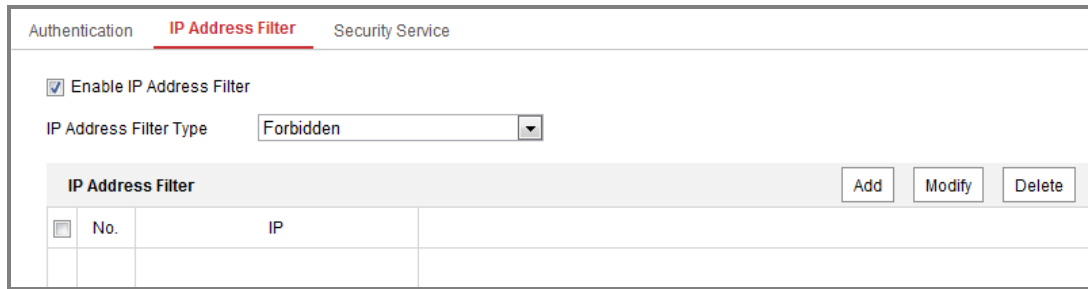 Authentication IP Address Filter Security Service
Enable IP Address Filter
IP Address Filter Type Forbidden
IP Address Filter Add Modify Delete
No. IP